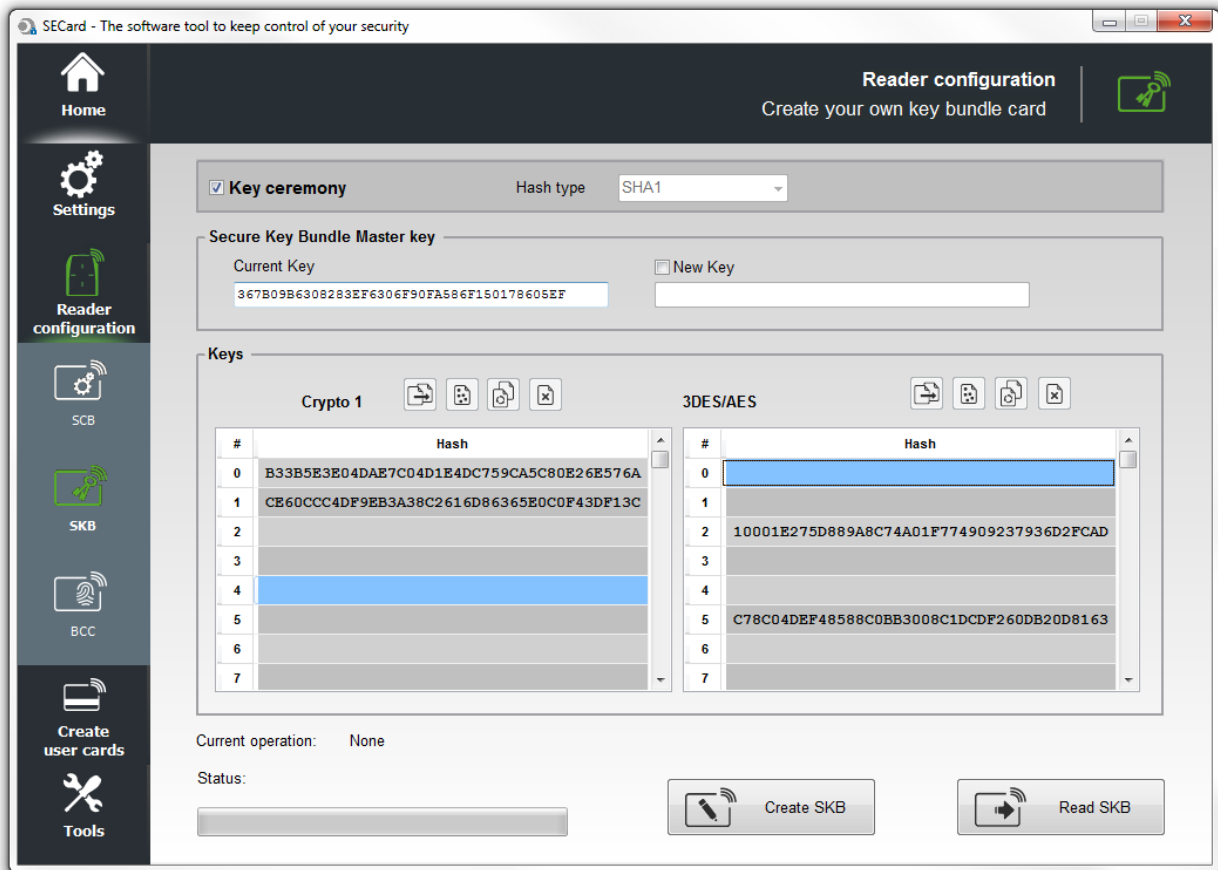 SECard - The software tool to keep control of your security
Home
Reader configuration
Create your own key bundle card
Settings
Reader
configuration
SCB
SKB
BCC
Create
user cards
Tools
Key ceremony
Hash type
SHA1
Secure Key Bundle Master key
Current Key
New Key
367B09B6308283EF6306F90FA586F150178605EF
Keys
Crypto 1
3DES/AES
# Hash
0 B33B5E3E04DAE7C04D1E4DC759CA5C80E26E576A
1 CE60CCC4DF9EB3A38C2616D86365E0C0F43DF13C
2
3
4
5
6
7
# Hash
0
1
2 10001E275D889A8C74A01F774909237936D2FCAD
3
4
5 C78C04DEF48588C0BB3008C1DCDF260DB20D8163
6
7
Current operation: None
Status:
Create SKB
Read SKB